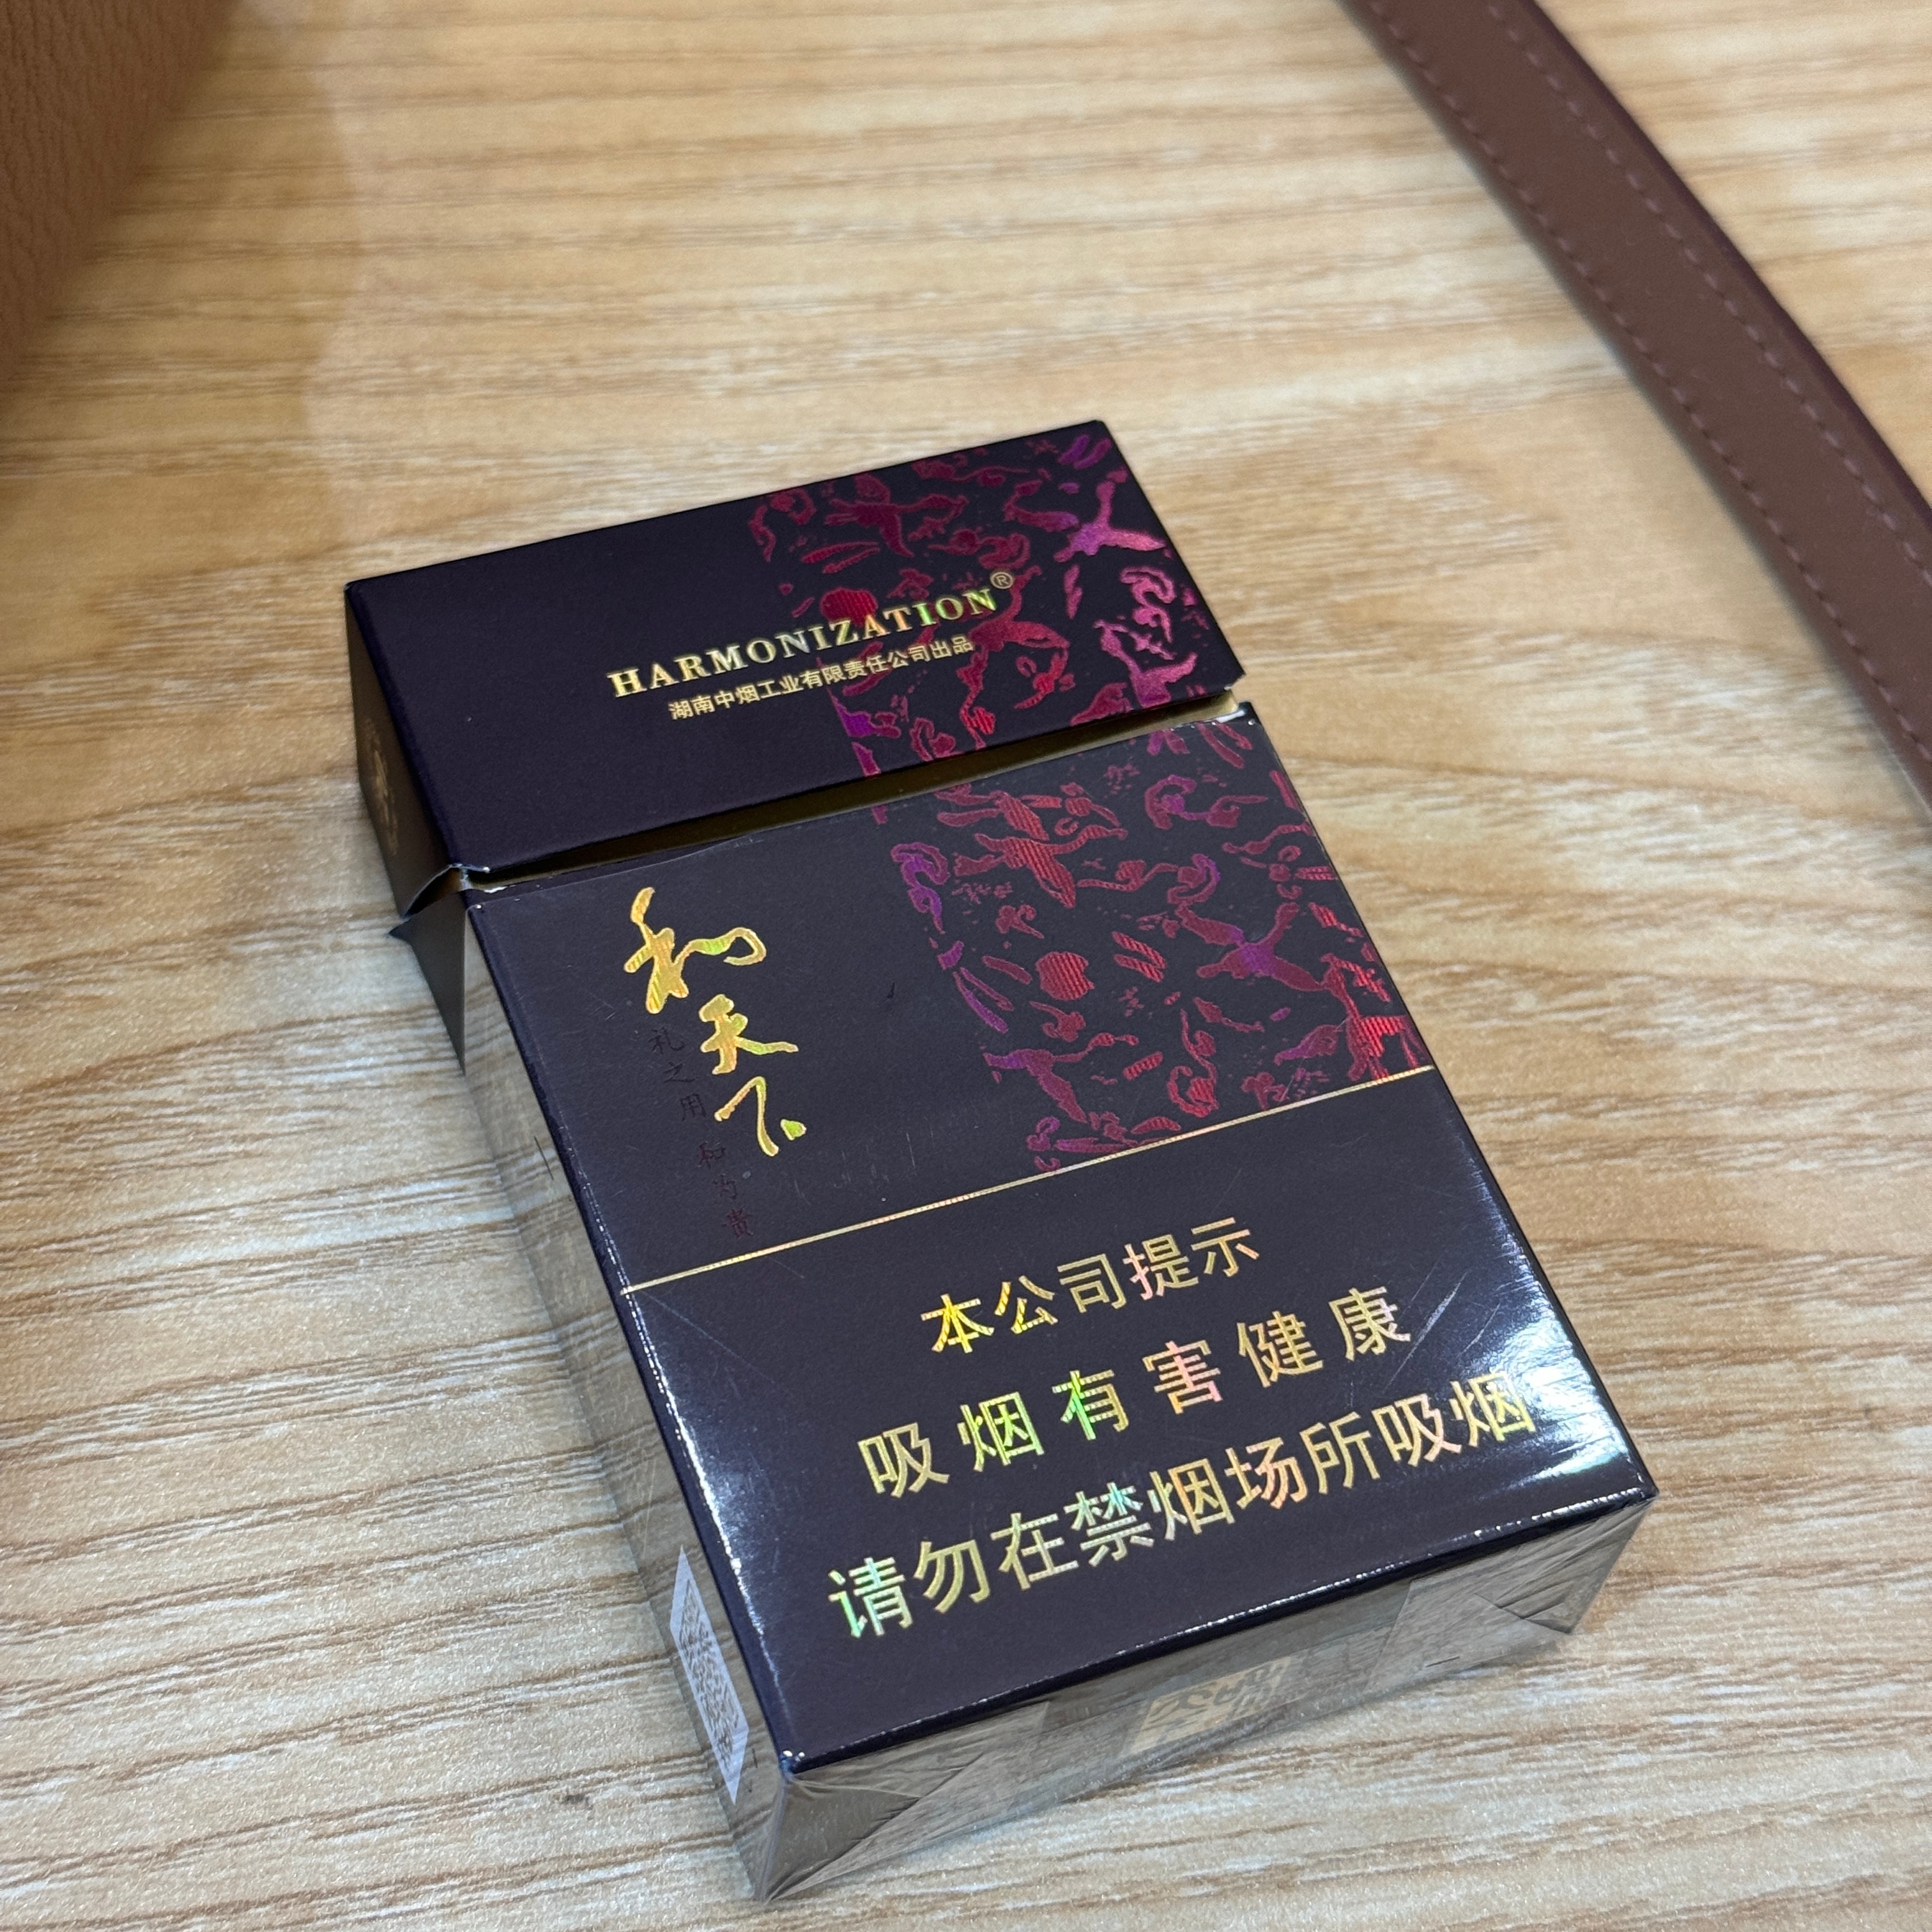 HARMONIZATION®
湖南中烟工业有限责任公司出品
和天下
礼之用 和为贵
本公司提示
吸烟有害健康
请勿在禁烟场所吸烟